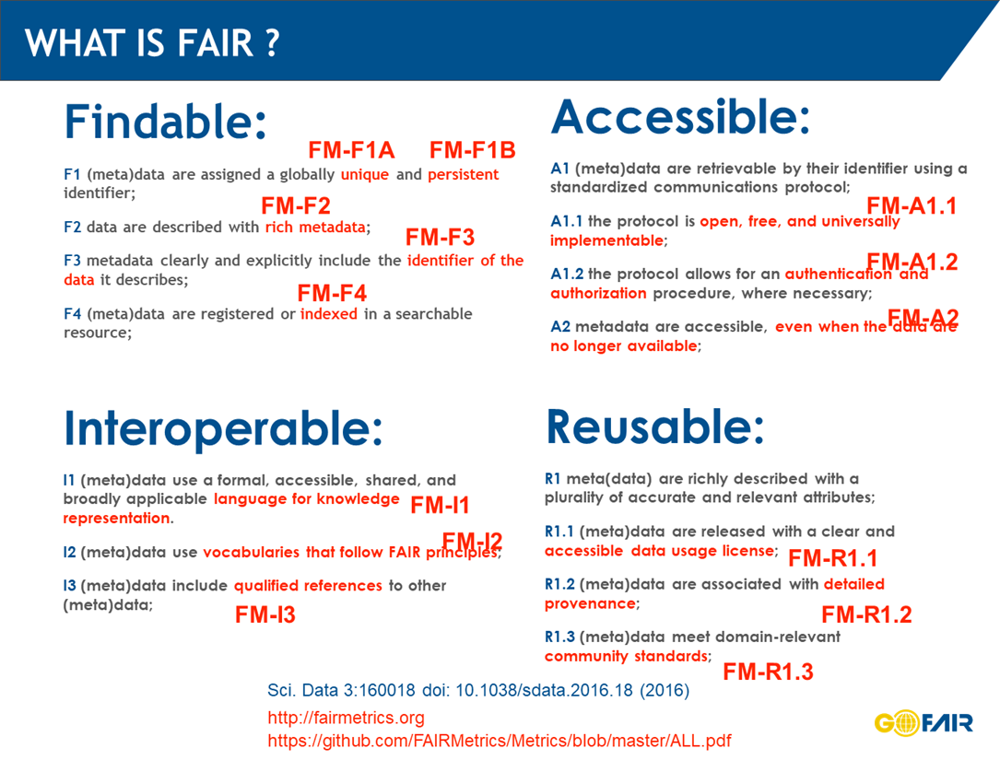 WHAT IS FAIR ?
Findable:
FM-F1A FM-F1B
F1 (meta)data are assigned a globally unique and persistent
identifier;
FM-F2
F2 data are described with rich metadata;
FM-F3
F3 metadata clearly and explicitly include the identifier of the
data it describes;
FM-F4
F4 (meta)data are registered or indexed in a searchable
resource;
Accessible:
A1 (meta)data are retrievable by their identifier using a
standardized communications protocol;
FM-A1.1
A1.1 the protocol is open, free, and universally
implementable;
FM-A1.2
A1.2 the protocol allows for an authentication and
authorization procedure, where necessary;
FM-A2
A2 metadata are accessible, even when the data are
no longer available;
Interoperable:
I1 (meta)data use a formal, accessible, shared, and
broadly applicable language for knowledge
representation.
FM-I1
FM-I2
I2 (meta)data use vocabularies that follow FAIR principles;
I3 (meta)data include qualified references to other
(meta)data;
FM-I3
Reusable:
R1 meta(data) are richly described with a
plurality of accurate and relevant attributes;
R1.1 (meta)data are released with a clear and
accessible data usage license;
FM-R1.1
R1.2 (meta)data are associated with detailed
provenance;
FM-R1.2
R1.3 (meta)data meet domain-relevant
community standards;
FM-R1.3
Sci. Data 3:160018 doi: 10.1038/sdata.2016.18 (2016)
http://fairmetrics.org
https://github.com/FAIRMetrics/Metrics/blob/master/ALL.pdf
GO FAIR